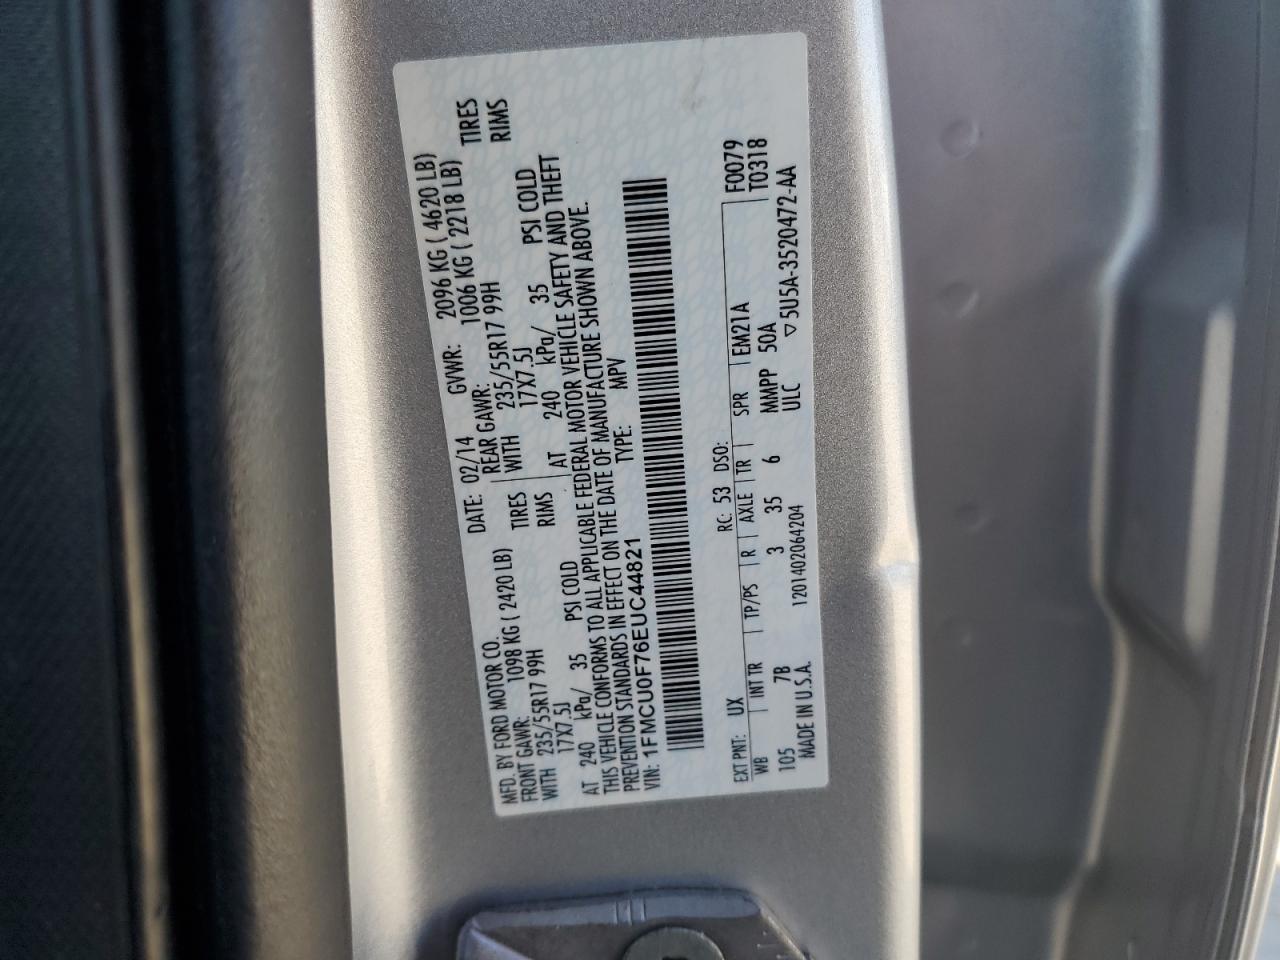 MFD. BY FORD MOTOR CO.
DATE: 02/14 GVWR: 2096 KG ( 4620 LB)
FRONT GAWR: 1098 KG ( 2420 LB) REAR GAWR: 1006 KG ( 2218 LB)
WITH 235/55R17 99H TIRES WITH 235/55R17 99H TIRES
17X7.5J RIMS 17X7.5J RIMS
AT 240 kPa/ 35 PSI COLD AT 240 kPa/ 35 PSI COLD
THIS VEHICLE CONFORMS TO ALL APPLICABLE FEDERAL MOTOR VEHICLE SAFETY AND THEFT
PREVENTION STANDARDS IN EFFECT ON THE DATE OF MANUFACTURE SHOWN ABOVE.
VIN: 1FMCU0F76EUC44821 TYPE: MPV
EXT PNT: UX RC: 53 DSO: F0079
WB INT TR TP/PS R AXLE TR SPR EM21A T0318
105 7B 3 35 6 MMPP 50A
MADE IN U.S.A. 1201402064204 ULC ▽5U5A-3520472-AA